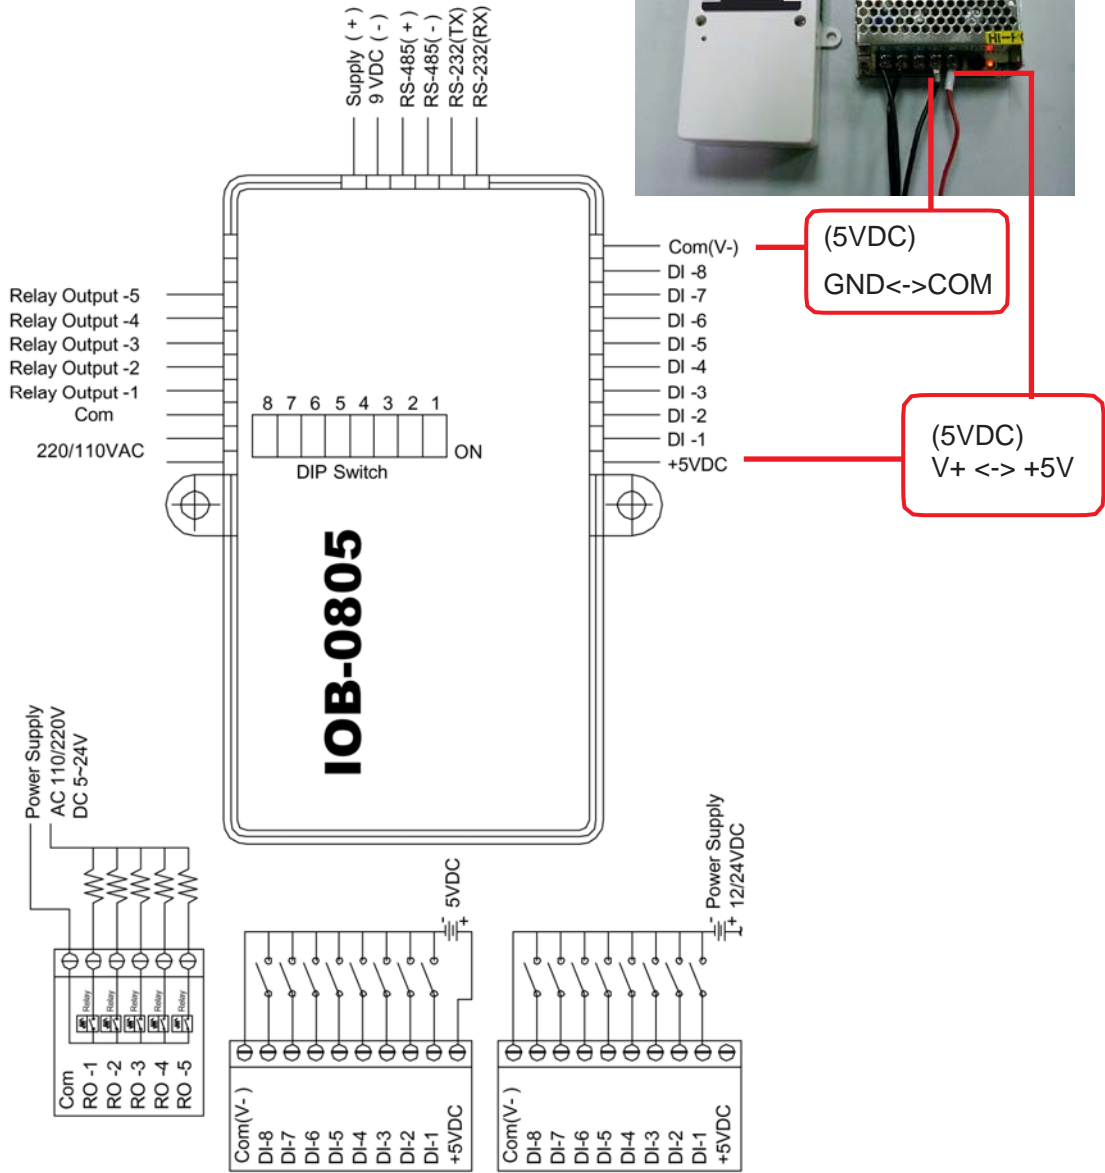 Supply ( + )
9 VDC ( - )
RS-485( + )
RS-485( - )
RS-232(TX)
RS-232(RX)
Relay Output -5
Relay Output -4
Relay Output -3
Relay Output -2
Relay Output -1
Com
220/110VAC
8 7 6 5 4 3 2 1
ON
DIP Switch
IOB-0805
Com(V-)
DI -8
DI -7
DI -6
DI -5
DI -4
DI -3
DI -2
DI -1
+5VDC
(5VDC)
GND<->COM
(5VDC)
V+ <-> +5V
Power Supply
AC 110/220V
DC 5~24V
Relay
Relay
Relay
Relay
Relay
Com
RO -1
RO -2
RO -3
RO -4
RO -5
- 5VDC
+
Com(V- )
DI-8
DI-7
DI-6
DI-5
DI-4
DI-3
DI-2
DI-1
+5VDC
- Power Supply
+ 12/24VDC
Com(V- )
DI-8
DI-7
DI-6
DI-5
DI-4
DI-3
DI-2
DI-1
+5VDC